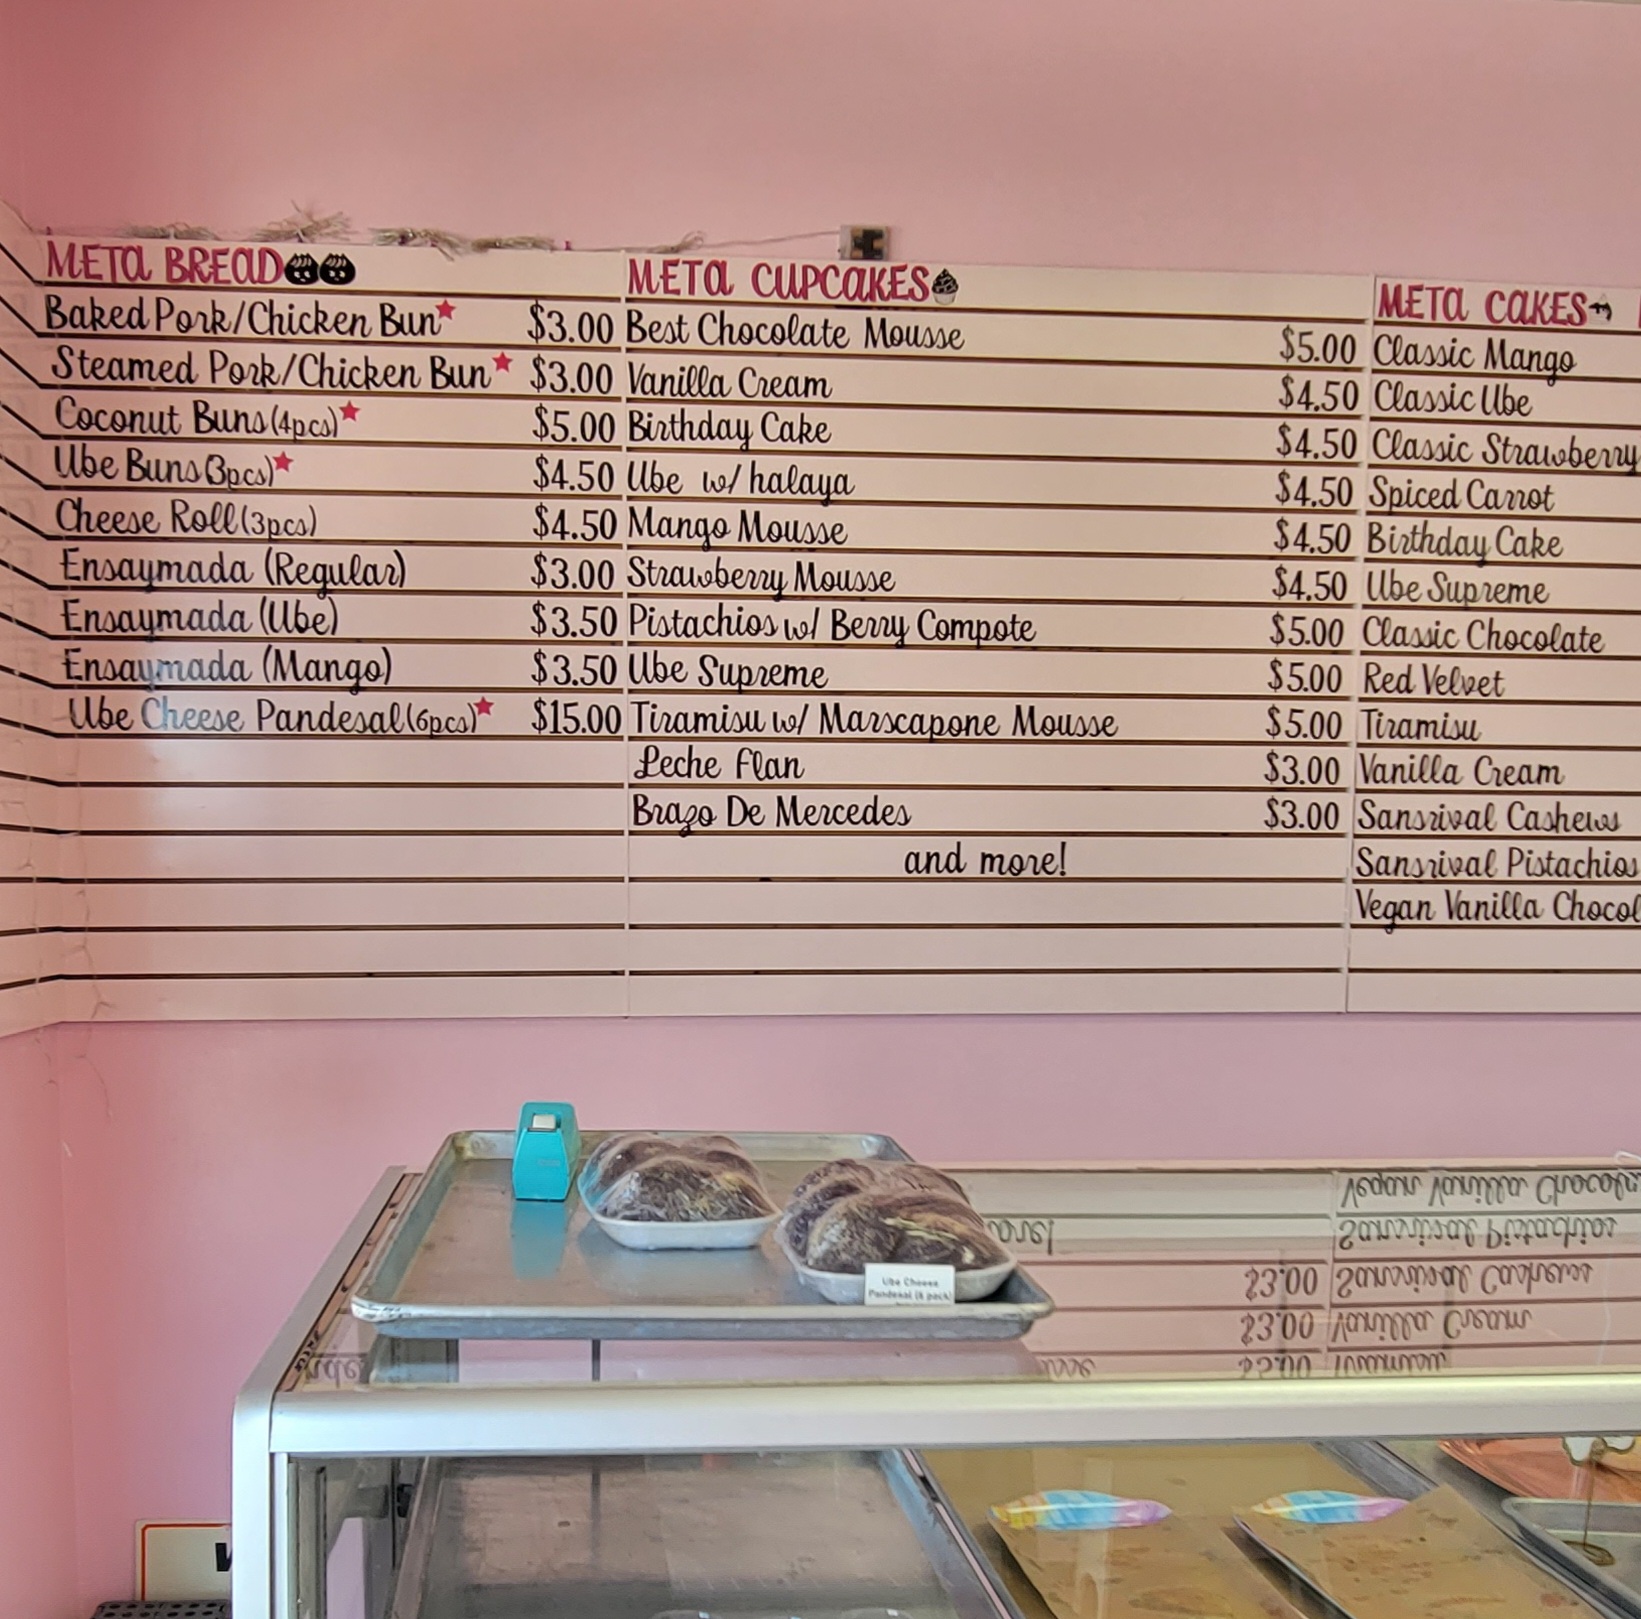 META BREAD
Baked Pork/Chicken Bun $3.00
Steamed Pork/Chicken Bun $3.00
Coconut Buns (4pcs) $5.00
Ube Buns (3pcs) $4.50
Cheese Roll (3pcs) $4.50
Ensaymada (Regular) $3.00
Ensaymada (Ube) $3.50
Ensaymada (Mango) $3.50
Ube Cheese Pandesal (6pcs) $15.00
META CUPCAKES
Best Chocolate Mousse $5.00
Vanilla Cream $4.50
Birthday Cake $4.50
Ube w/ halaya $4.50
Mango Mousse $4.50
Strawberry Mousse $4.50
Pistachios w/ Berry Compote $5.00
Ube Supreme $5.00
Tiramisu w/ Marscapone Mousse $5.00
Leche Flan $3.00
Brazo De Mercedes $3.00
and more!
META CAKES
Classic Mango
Classic Ube
Classic Strawberry
Spiced Carrot
Birthday Cake
Ube Supreme
Classic Chocolate
Red Velvet
Tiramisu
Vanilla Cream
Sansrival Cashews
Sansrival Pistachios
Vegan Vanilla Chocol
Ube Cheese
Pandesal (6 pack)